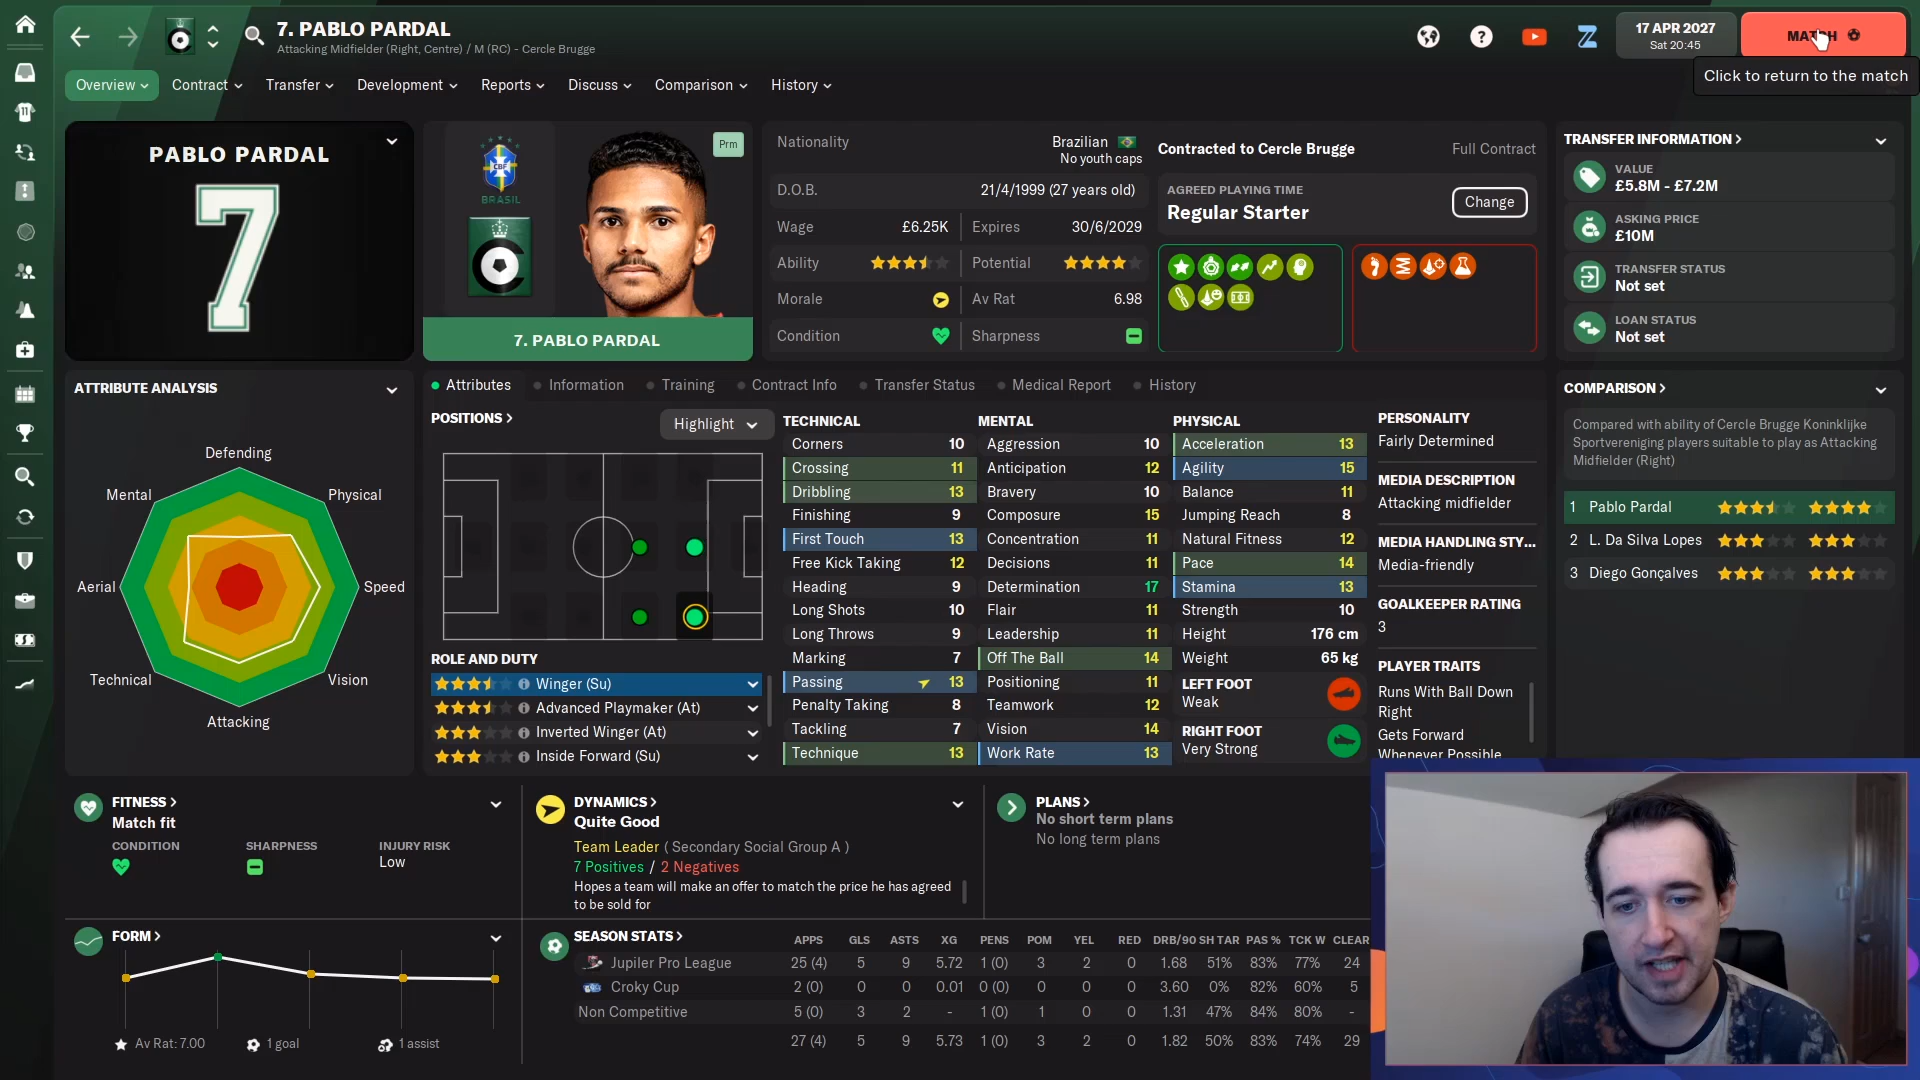 7. PABLO PARDAL
Attacking Midfielder (Right, Centre) / M (RC) - Cercle Brugge
17 APR 2027
Sat 20:45
MATCH
Click to return to the match
Overview
Contract
Transfer
Development
Reports
Discuss
Comparison
History
PABLO PARDAL
7
BRASIL
Prm
7. PABLO PARDAL
Nationality Brazilian
No youth caps
D.O.B. 21/4/1999 (27 years old)
Wage £6.25K Expires 30/6/2029
Ability Potential
Morale Av Rat 6.98
Condition Sharpness
Contracted to Cercle Brugge Full Contract
AGREED PLAYING TIME
Regular Starter
Change
TRANSFER INFORMATION >
VALUE
£5.8M - £7.2M
ASKING PRICE
£10M
TRANSFER STATUS
Not set
LOAN STATUS
Not set
ATTRIBUTE ANALYSIS
Defending
Physical
Speed
Vision
Attacking
Technical
Aerial
Mental
Attributes
Information
Training
Contract Info
Transfer Status
Medical Report
History
POSITIONS >
Highlight
ROLE AND DUTY
Winger (Su)
Advanced Playmaker (At)
Inverted Winger (At)
Inside Forward (Su)
TECHNICAL
Corners 10
Crossing 11
Dribbling 13
Finishing 9
First Touch 13
Free Kick Taking 12
Heading 9
Long Shots 10
Long Throws 9
Marking 7
Passing 13
Penalty Taking 8
Tackling 7
Technique 13
MENTAL
Aggression 10
Anticipation 12
Bravery 10
Composure 15
Concentration 11
Decisions 11
Determination 17
Flair 11
Leadership 11
Off The Ball 14
Positioning 11
Teamwork 12
Vision 14
Work Rate 13
PHYSICAL
Acceleration 13
Agility 15
Balance 11
Jumping Reach 8
Natural Fitness 12
Pace 14
Stamina 13
Strength 10
Height 176 cm
Weight 65 kg
LEFT FOOT
Weak
RIGHT FOOT
Very Strong
PERSONALITY
Fairly Determined
MEDIA DESCRIPTION
Attacking midfielder
MEDIA HANDLING STY...
Media-friendly
GOALKEEPER RATING
3
PLAYER TRAITS
Runs With Ball Down
Right
Gets Forward
Whenever Possible
COMPARISON >
Compared with ability of Cercle Brugge Koninklijke
Sportvereniging players suitable to play as Attacking
Midfielder (Right)
1 Pablo Pardal
2 L. Da Silva Lopes
3 Diego Gonçalves
FITNESS >
Match fit
CONDITION
SHARPNESS
INJURY RISK
Low
DYNAMICS >
Quite Good
Team Leader ( Secondary Social Group A )
7 Positives / 2 Negatives
Hopes a team will make an offer to match the price he has agreed
to be sold for
PLANS >
No short term plans
No long term plans
FORM >
Av Rat: 7.00
1 goal
1 assist
SEASON STATS > APPS GLS ASTS XG PENS POM YEL RED DRB/90 SH TAR PAS % TCK W CLEAR
Jupiler Pro League 25 (4) 5 9 5.72 1 (0) 3 2 0 1.68 51% 83% 77% 24
Croky Cup 2 (0) 0 0 0.01 0 (0) 0 0 0 3.60 0% 82% 60% 5
Non Competitive 5 (0) 3 2 - 1 (0) 1 0 0 1.31 47% 84% 80% -
27 (4) 5 9 5.73 1 (0) 3 2 0 1.82 50% 83% 74% 29